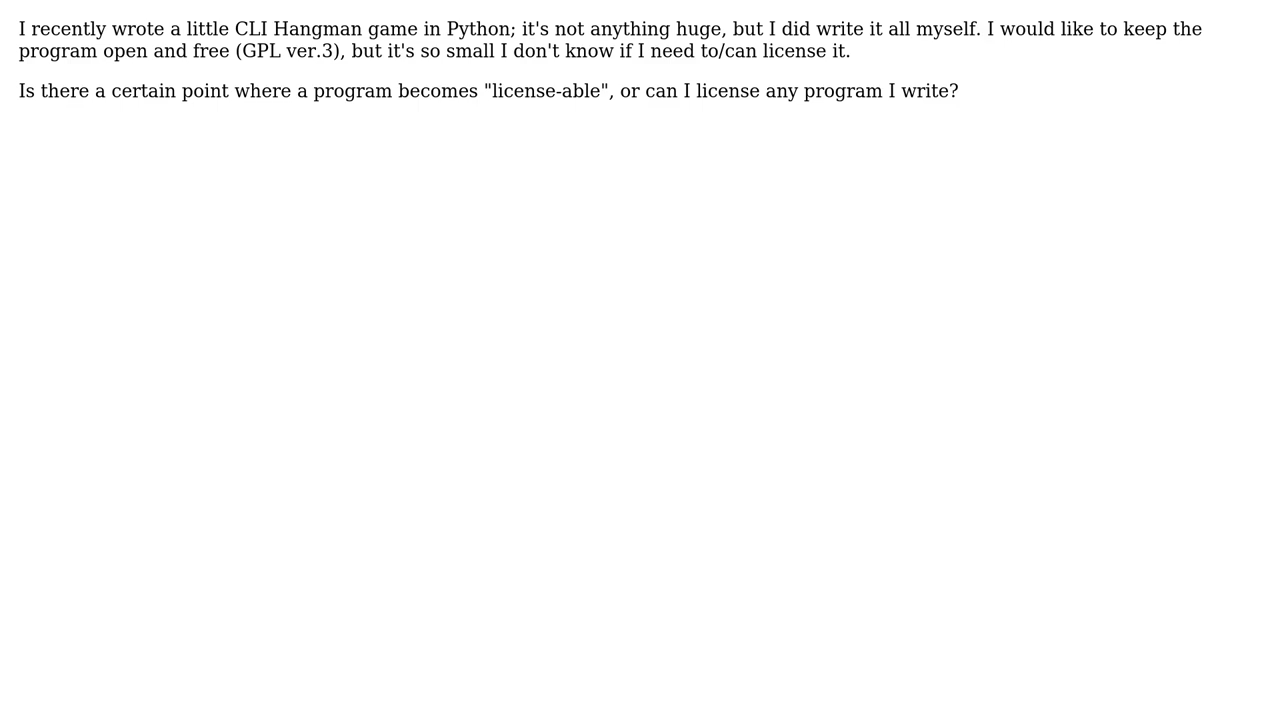 I recently wrote a little CLI Hangman game in Python; it's not anything huge, but I did write it all myself. I would like to keep the
program open and free (GPL ver.3), but it's so small I don't know if I need to/can license it.
Is there a certain point where a program becomes "license-able", or can I license any program I write?